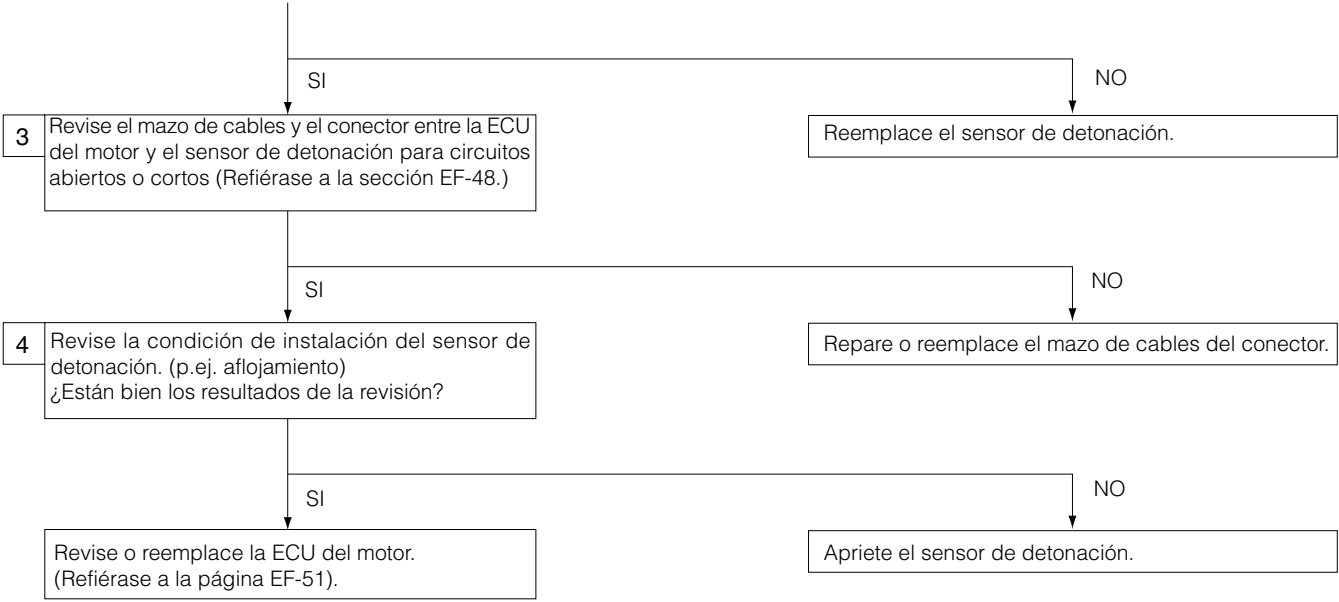 SI
NO
3
Revise el mazo de cables y el conector entre la ECU
del motor y el sensor de detonación para circuitos
abiertos o cortos (Refiérase a la sección EF-48.)
Reemplace el sensor de detonación.
SI
NO
4
Revise la condición de instalación del sensor de
detonación. (p.ej. aflojamiento)
¿Están bien los resultados de la revisión?
Repare o reemplace el mazo de cables del conector.
SI
NO
Revise o reemplace la ECU del motor.
(Refiérase a la página EF-51).
Apriete el sensor de detonación.